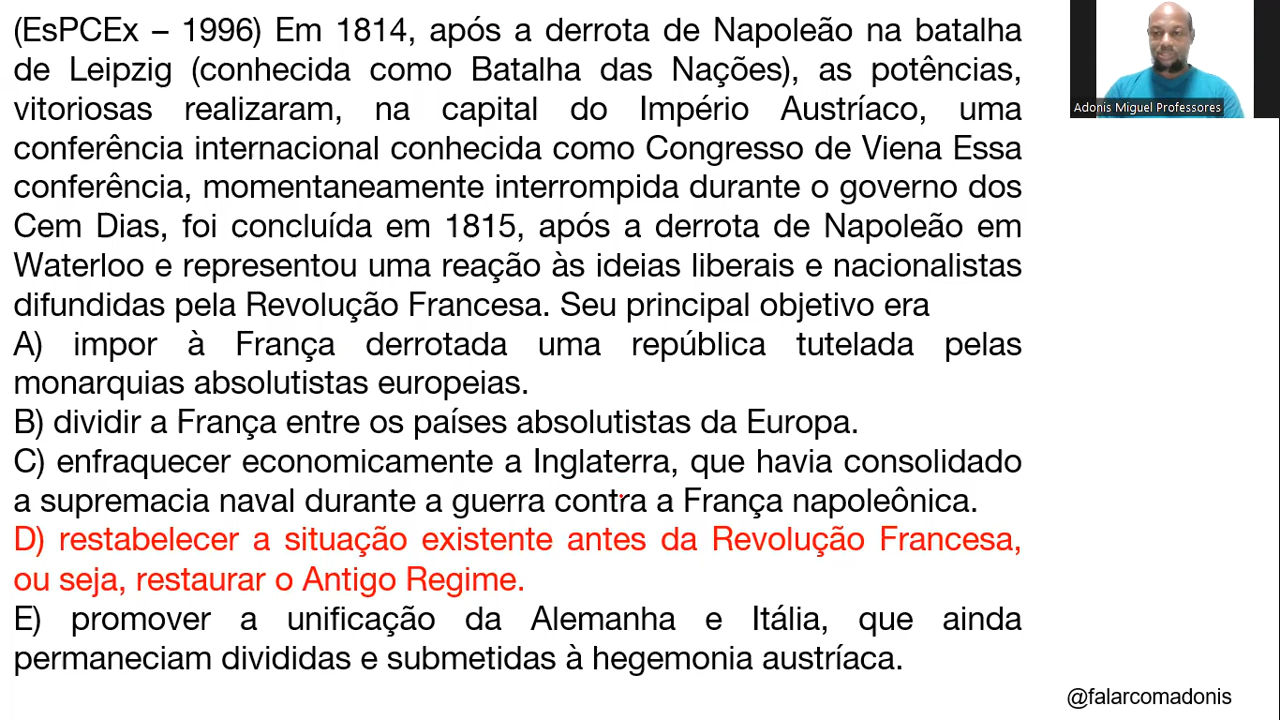 (EsPCEx – 1996) Em 1814, após a derrota de Napoleão na batalha
de Leipzig (conhecida como Batalha das Nações), as potências,
vitoriosas realizaram, na capital do Império Austríaco, uma
conferência internacional conhecida como Congresso de Viena Essa
conferência, momentaneamente interrompida durante o governo dos
Cem Dias, foi concluída em 1815, após a derrota de Napoleão em
Waterloo e representou uma reação às ideias liberais e nacionalistas
difundidas pela Revolução Francesa. Seu principal objetivo era
A) impor à França derrotada uma república tutelada pelas
monarquias absolutistas europeias.
B) dividir a França entre os países absolutistas da Europa.
C) enfraquecer economicamente a Inglaterra, que havia consolidado
a supremacia naval durante a guerra contra a França napoleônica.
D) restabelecer a situação existente antes da Revolução Francesa,
ou seja, restaurar o Antigo Regime.
E) promover a unificação da Alemanha e Itália, que ainda
permaneciam divididas e submetidas à hegemonia austríaca.
Adonis Miguel Professores
@falarcomadonis